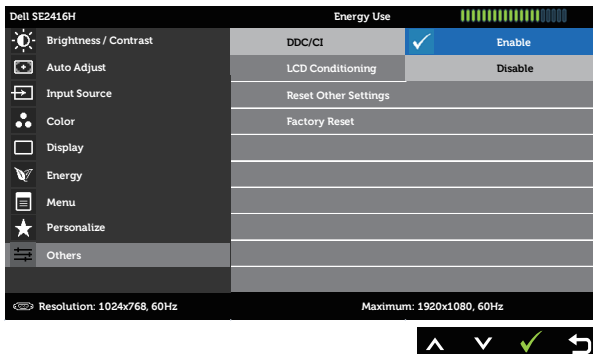 Dell SE2416H Energy Use
Brightness / Contrast DDC/CI Enable
Auto Adjust LCD Conditioning Disable
Input Source Reset Other Settings
Color Factory Reset
Display
Energy
Menu
Personalize
Others
Resolution: 1024x768, 60Hz Maximum: 1920x1080, 60Hz